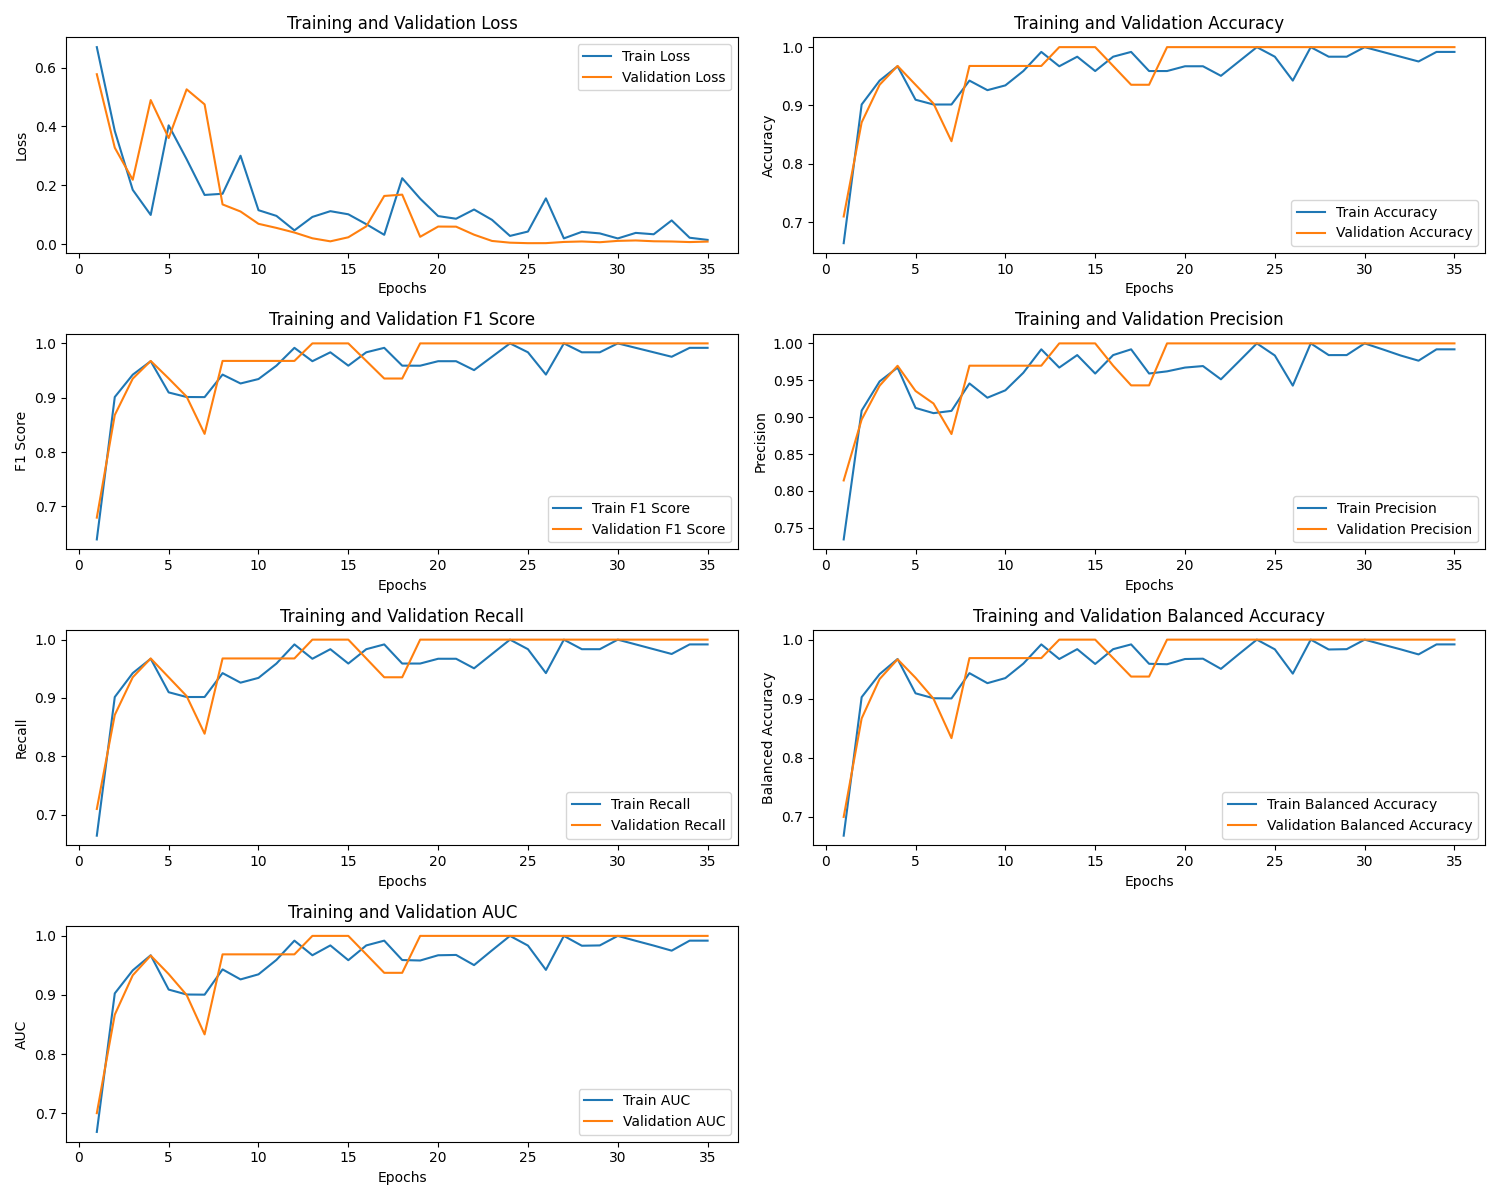 Training and Validation Loss
Train Loss
Validation Loss
Loss
0.6
0.4
0.2
0.0
0 5 10 15 20 25 30 35
Epochs
Training and Validation Accuracy
Train Accuracy
Validation Accuracy
Accuracy
1.0
0.9
0.8
0.7
0 5 10 15 20 25 30 35
Epochs
Training and Validation F1 Score
Train F1 Score
Validation F1 Score
F1 Score
1.0
0.9
0.8
0.7
0 5 10 15 20 25 30 35
Epochs
Training and Validation Precision
Train Precision
Validation Precision
Precision
1.00
0.95
0.90
0.85
0.80
0.75
0 5 10 15 20 25 30 35
Epochs
Training and Validation Recall
Train Recall
Validation Recall
Recall
1.0
0.9
0.8
0.7
0 5 10 15 20 25 30 35
Epochs
Training and Validation Balanced Accuracy
Train Balanced Accuracy
Validation Balanced Accuracy
Balanced Accuracy
1.0
0.9
0.8
0.7
0 5 10 15 20 25 30 35
Epochs
Training and Validation AUC
Train AUC
Validation AUC
AUC
1.0
0.9
0.8
0.7
0 5 10 15 20 25 30 35
Epochs